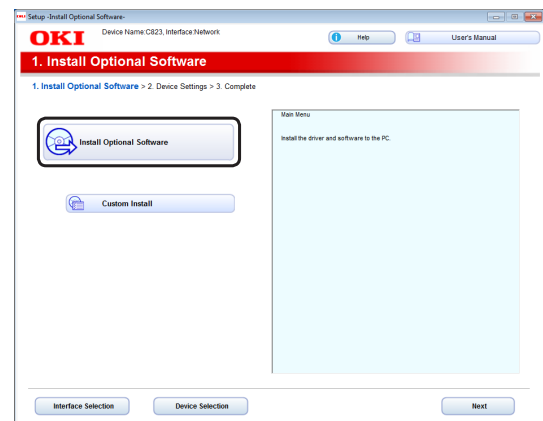 Setup -Install Optional Software-
OKI
Device Name:C823, Interface:Network
Help
User's Manual
1. Install Optional Software
1. Install Optional Software > 2. Device Settings > 3. Complete
Install Optional Software
Custom Install
Main Menu
Install the driver and software to the PC.
Interface Selection
Device Selection
Next